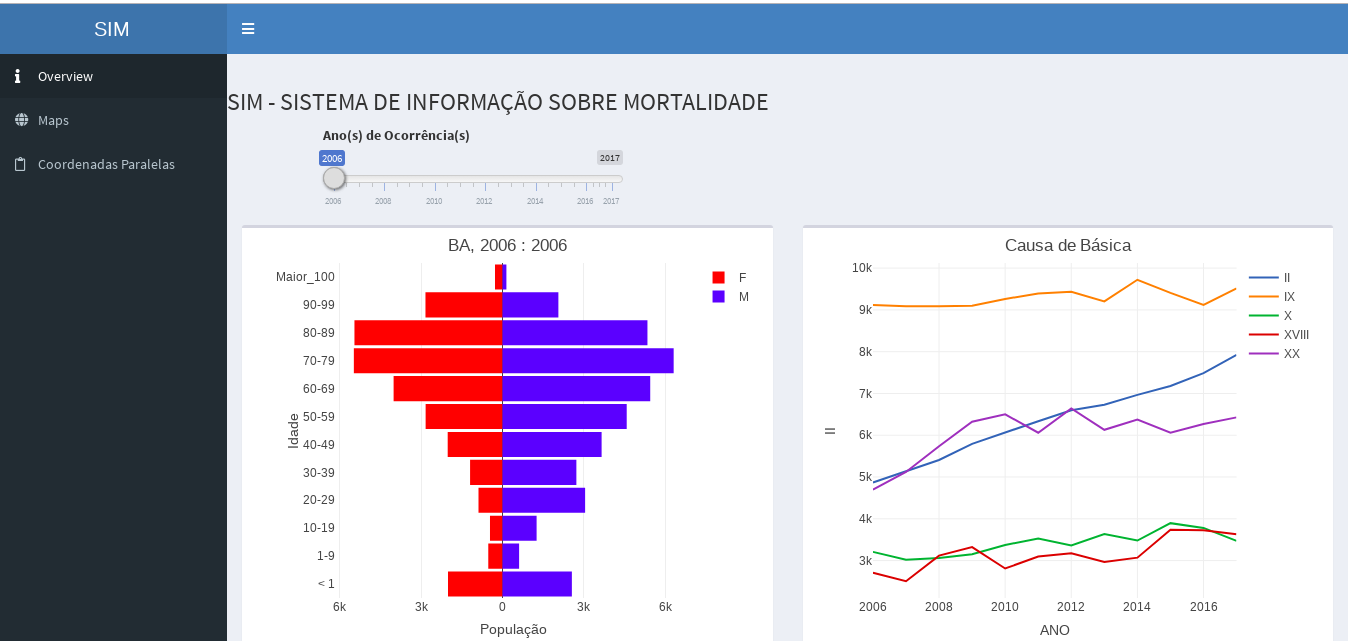 SIM
Overview
Maps
Coordenadas Paralelas
SIM - SISTEMA DE INFORMAÇÃO SOBRE MORTALIDADE
Ano(s) de Ocorrência(s)
2006 2017
2006 2008 2010 2012 2014 2016 2017
BA, 2006 : 2006
Maior_100
90-99
80-89
70-79
60-69
50-59
40-49
30-39
20-29
10-19
1-9
< 1
Idade
6k 3k 0 3k 6k
População
F
M
Causa de Básica
10k
9k
8k
7k
6k
5k
4k
3k
II
2006 2008 2010 2012 2014 2016
ANO
II
IX
X
XVIII
XX